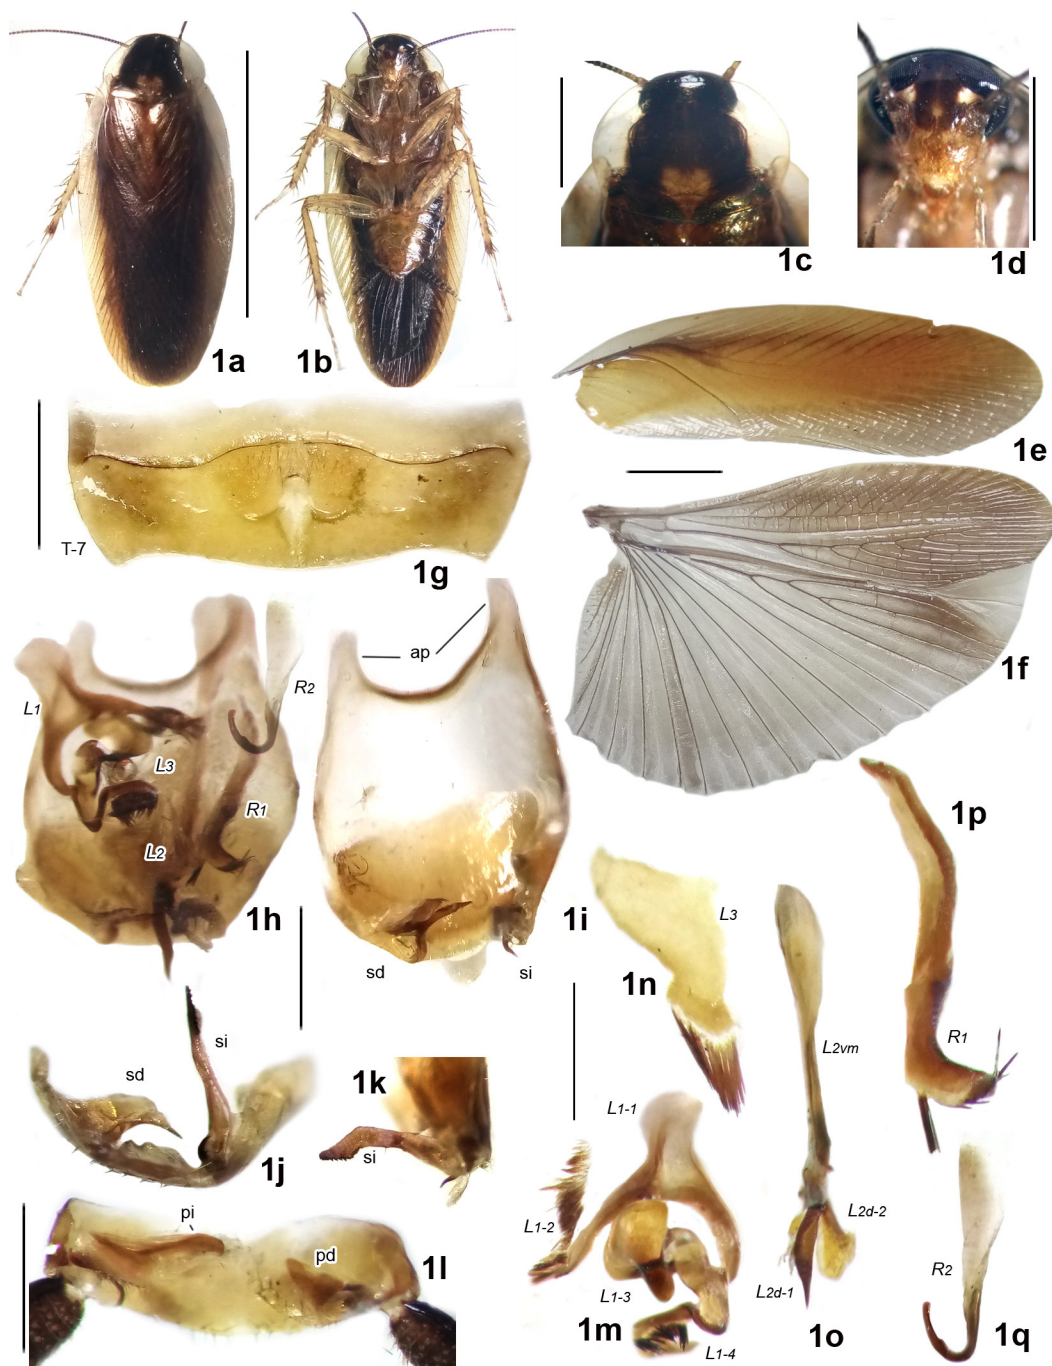 1a
1b
1c
1d
1e
T-7
1g
1f
ap
R2
L1
L3
R1
L2
1h
1i
sd
si
1p
L3
1n
L2vm
R1
si
sd
1k
si
1j
L1-1
pi
pd
1l
L1-2
L2d-2
R2
L1-3
L2d-1
1m
L1-4
1o
1q